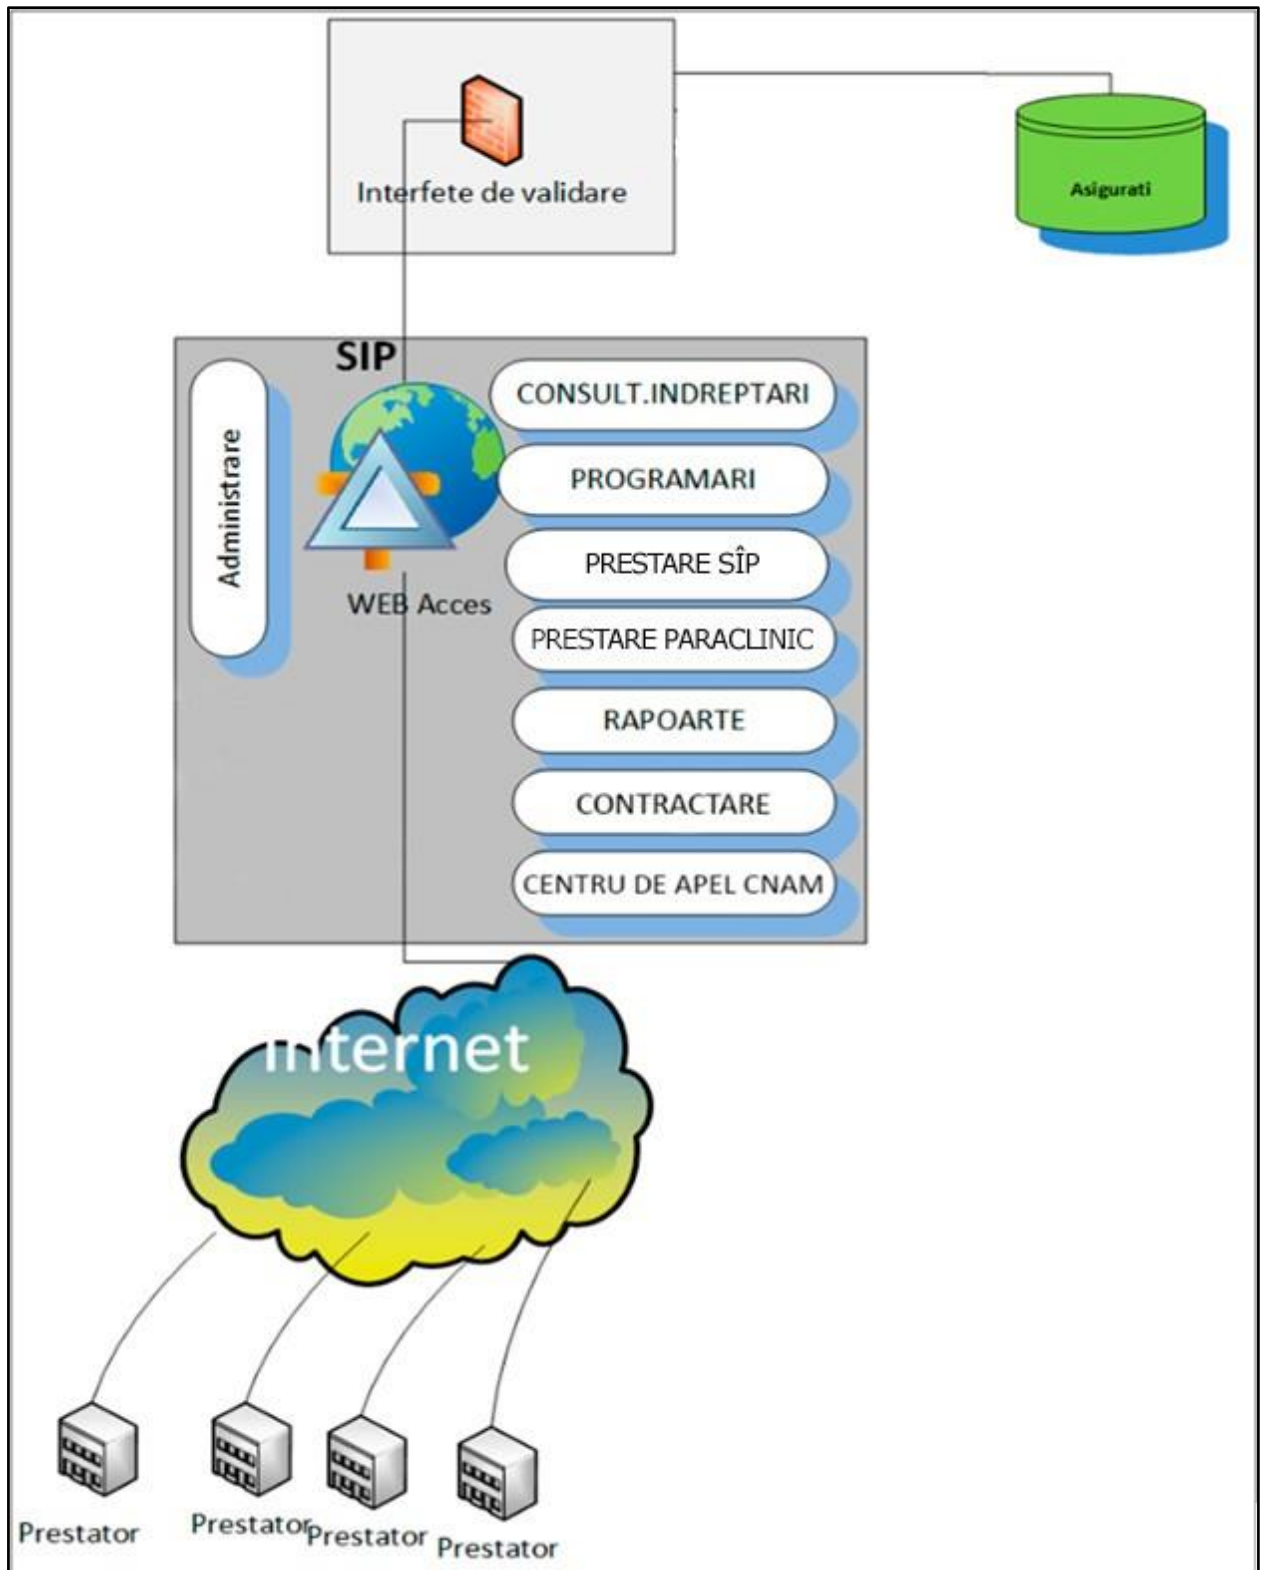 Interfete de validare
Asigurati
SIP
Administrare
WEB Acces
CONSULT.INDREPTARI
PROGRAMARI
PRESTARE SÎP
PRESTARE PARACLINIC
RAPOARTE
CONTRACTARE
CENTRU DE APEL CNAM
Internet
Prestator
Prestator
Prestator
Prestator